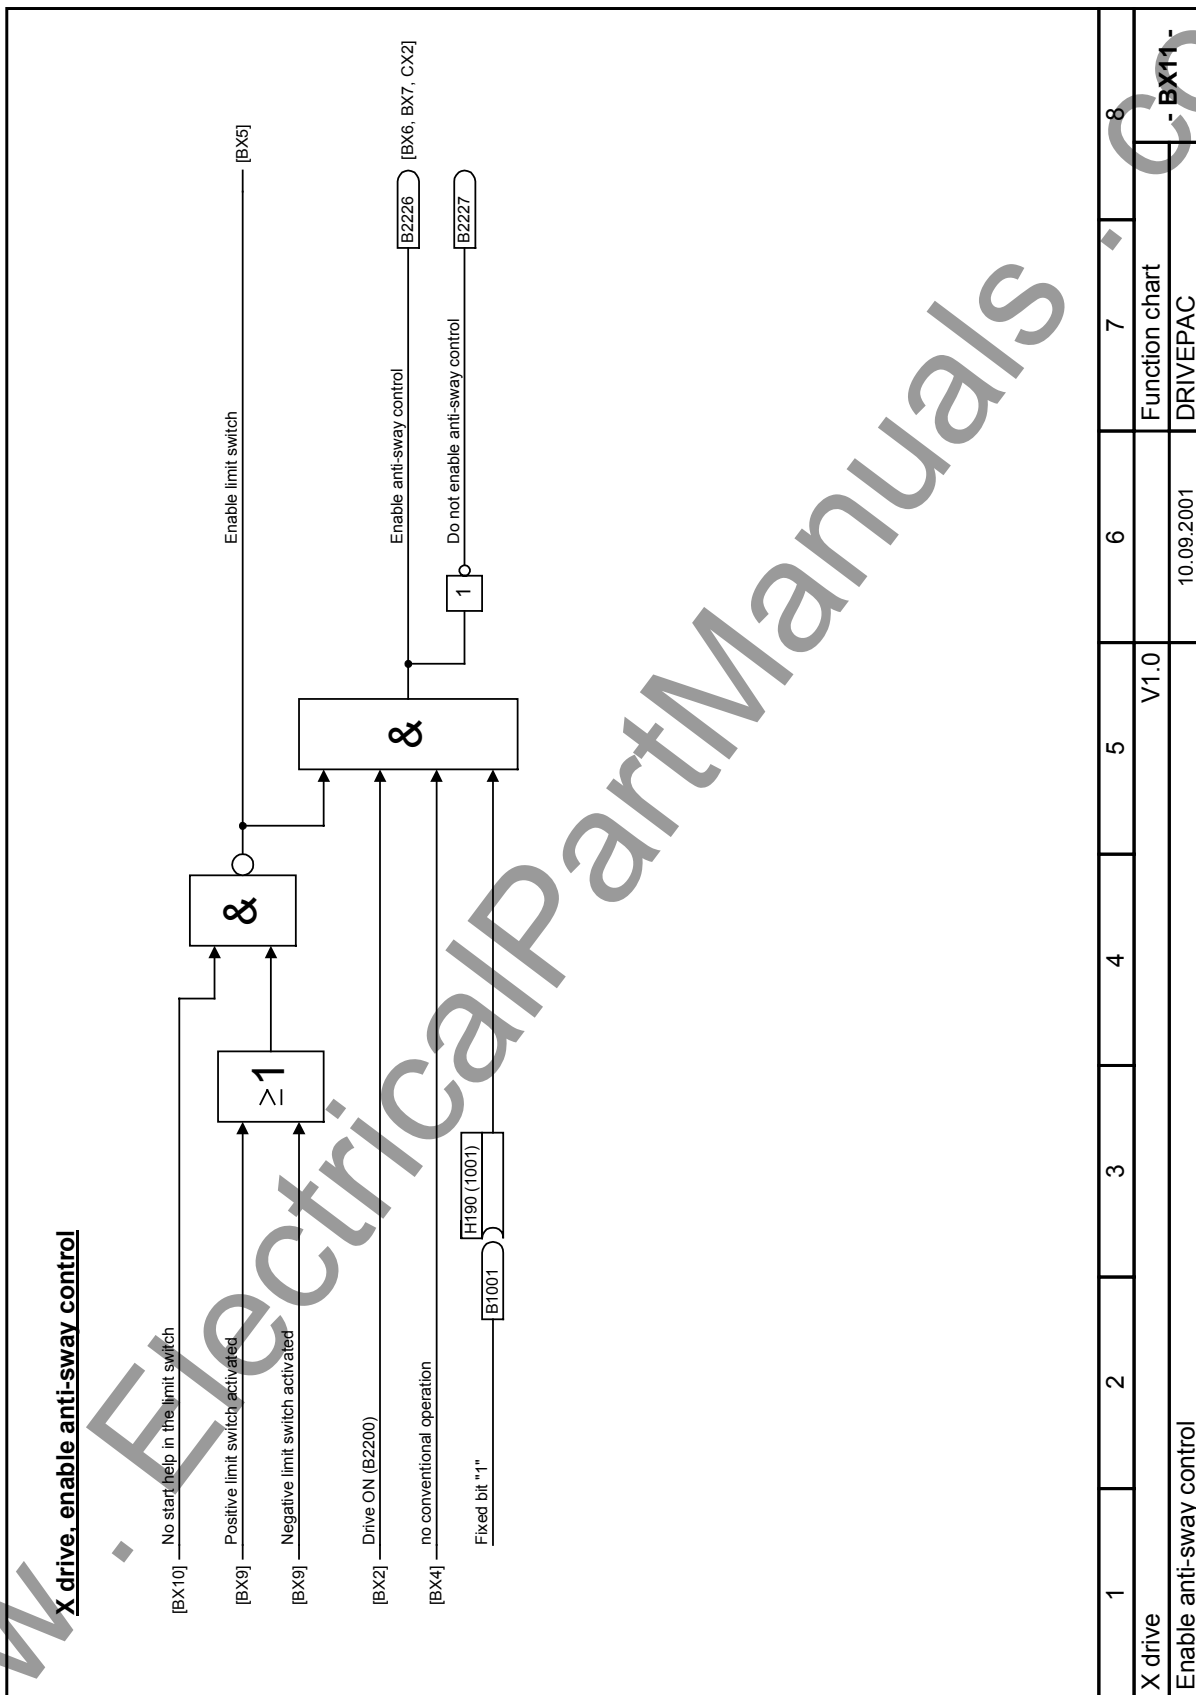 X drive, enable anti-sway control
[BX10] No start help in the limit switch
[BX9] Positive limit switch activated
[BX9] Negative limit switch activated
≥1
&
Enable limit switch
[BX5]
[BX2] Drive ON (B2200)
[BX4] no conventional operation
Fixed bit "1"
B1001
H190 (1001)
&
1
Enable anti-sway control
B2226
[BX6, BX7, CX2]
Do not enable anti-sway control
B2227
1 2 3 4 5 6 7 8
X drive V1.0 Function chart
- BX11 -
Enable anti-sway control 10.09.2001 DRIVEPAC
w . ElectricalPartManuals . co